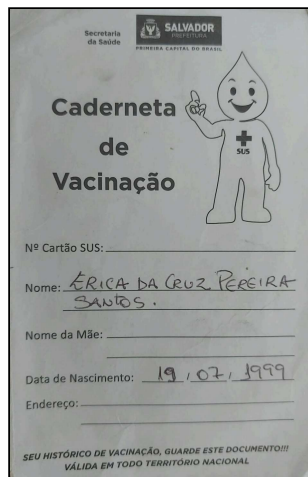 Secretaria
da Saúde
SALVADOR
PREFEITURA
PRIMEIRA CAPITAL DO BRASIL
Caderneta
de
Vacinação
SUS
Nº Cartão SUS:
Nome: ÉRICA DA CRUZ PEREIRA
SANTOS.
Nome da Mãe:
Data de Nascimento: 19 / 07 / 1999
Endereço:
SEU HISTÓRICO DE VACINAÇÃO, GUARDE ESTE DOCUMENTO!!!
VÁLIDA EM TODO TERRITÓRIO NACIONAL